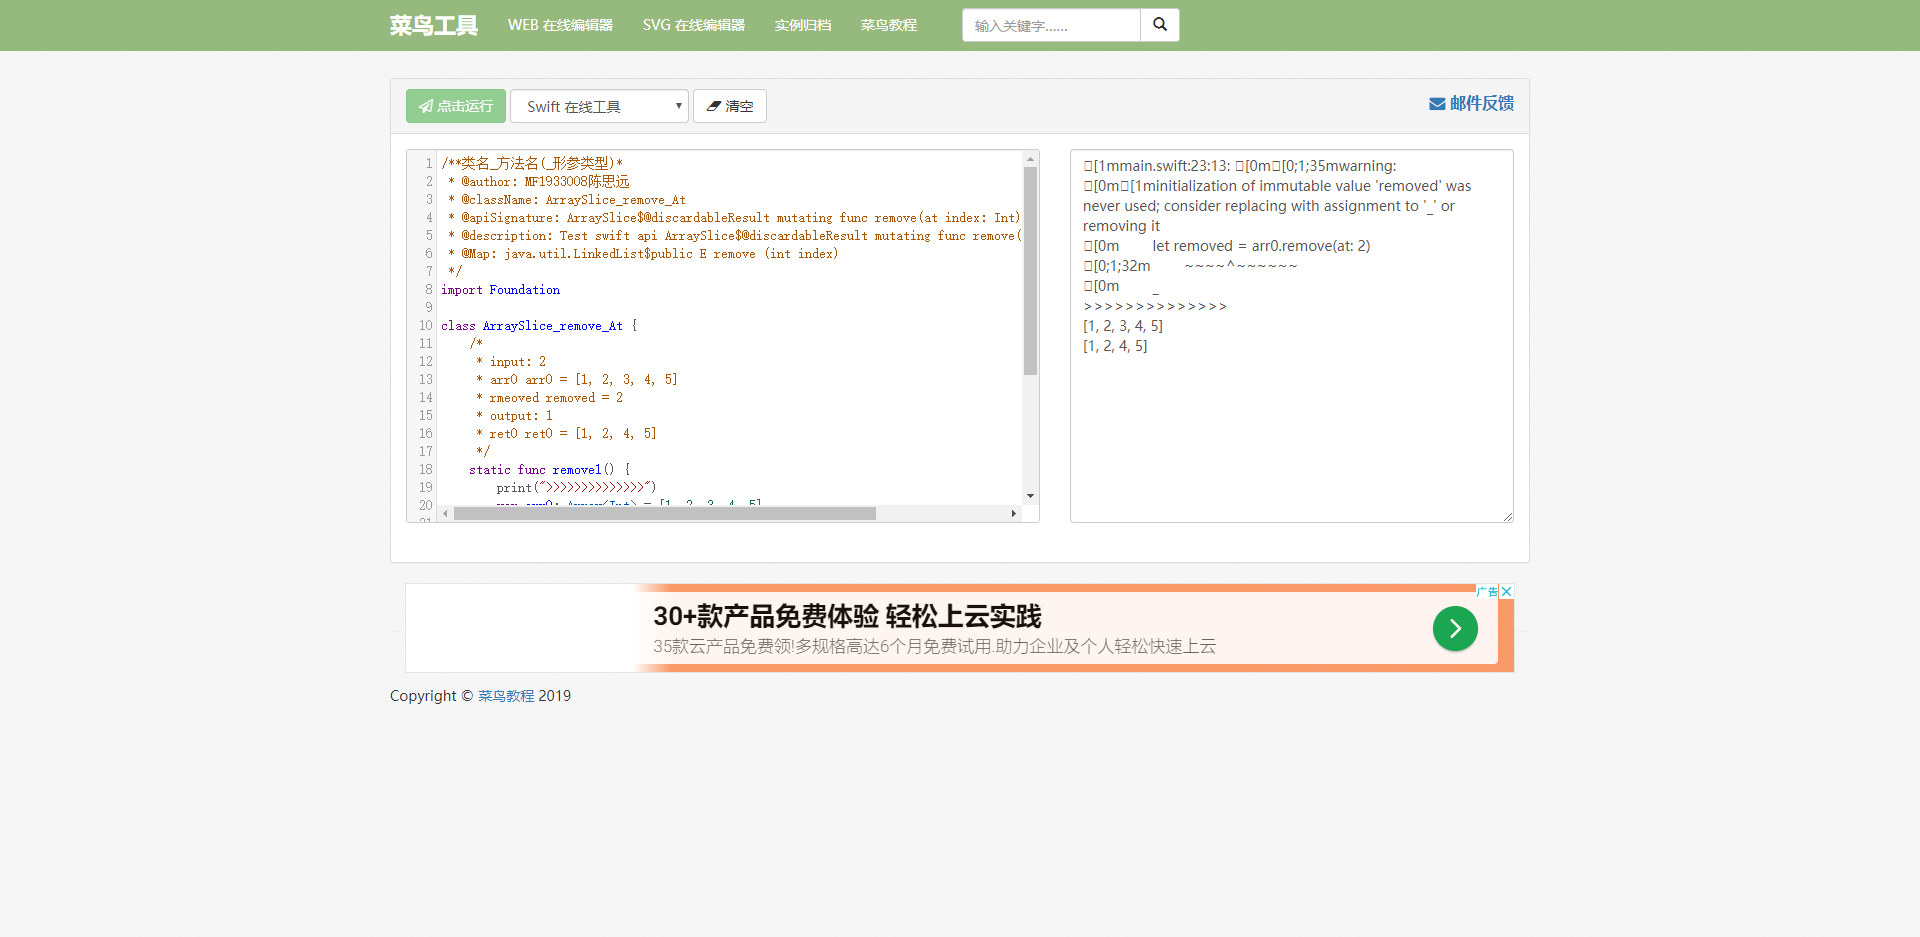 菜鸟工具 WEB 在线编辑器 SVG 在线编辑器 实例归档 菜鸟教程 输入关键字......
点击运行 Swift 在线工具 清空 邮件反馈
1 /**类名_方法名(_形参类型)*
2 * @author: MF1933008陈思远
3 * @className: ArraySlice_remove_At
4 * @apiSignature: ArraySlice$@discardableResult mutating func remove(at index: Int)
5 * @description: Test swift api ArraySlice$@discardableResult mutating func remove(
6 * @Map: java.util.LinkedList$public E remove (int index)
7 */
8 import Foundation
9
10 class ArraySlice_remove_At {
11 /*
12 * input: 2
13 * arr0 arr0 = [1, 2, 3, 4, 5]
14 * rmeoved removed = 2
15 * output: 1
16 * ret0 ret0 = [1, 2, 4, 5]
17 */
18 static func remove1() {
19 print(">>>>>>>>>>>>>>")
20 var arr0: Array<Int> = [1, 2, 3, 4, 5]
21
[1mmain.swift:23:13: [0m[0;1;35mwarning:
[0m[1minitialization of immutable value 'removed' was
never used; consider replacing with assignment to '_' or
removing it
[0m let removed = arr0.remove(at: 2)
[0;1;32m ~~~~^~~~~~~
[0m _
>>>>>>>>>>>>>>
[1, 2, 3, 4, 5]
[1, 2, 4, 5]
广告
30+款产品免费体验 轻松上云实践
35款云产品免费领!多规格高达6个月免费试用.助力企业及个人轻松快速上云
Copyright © 菜鸟教程 2019